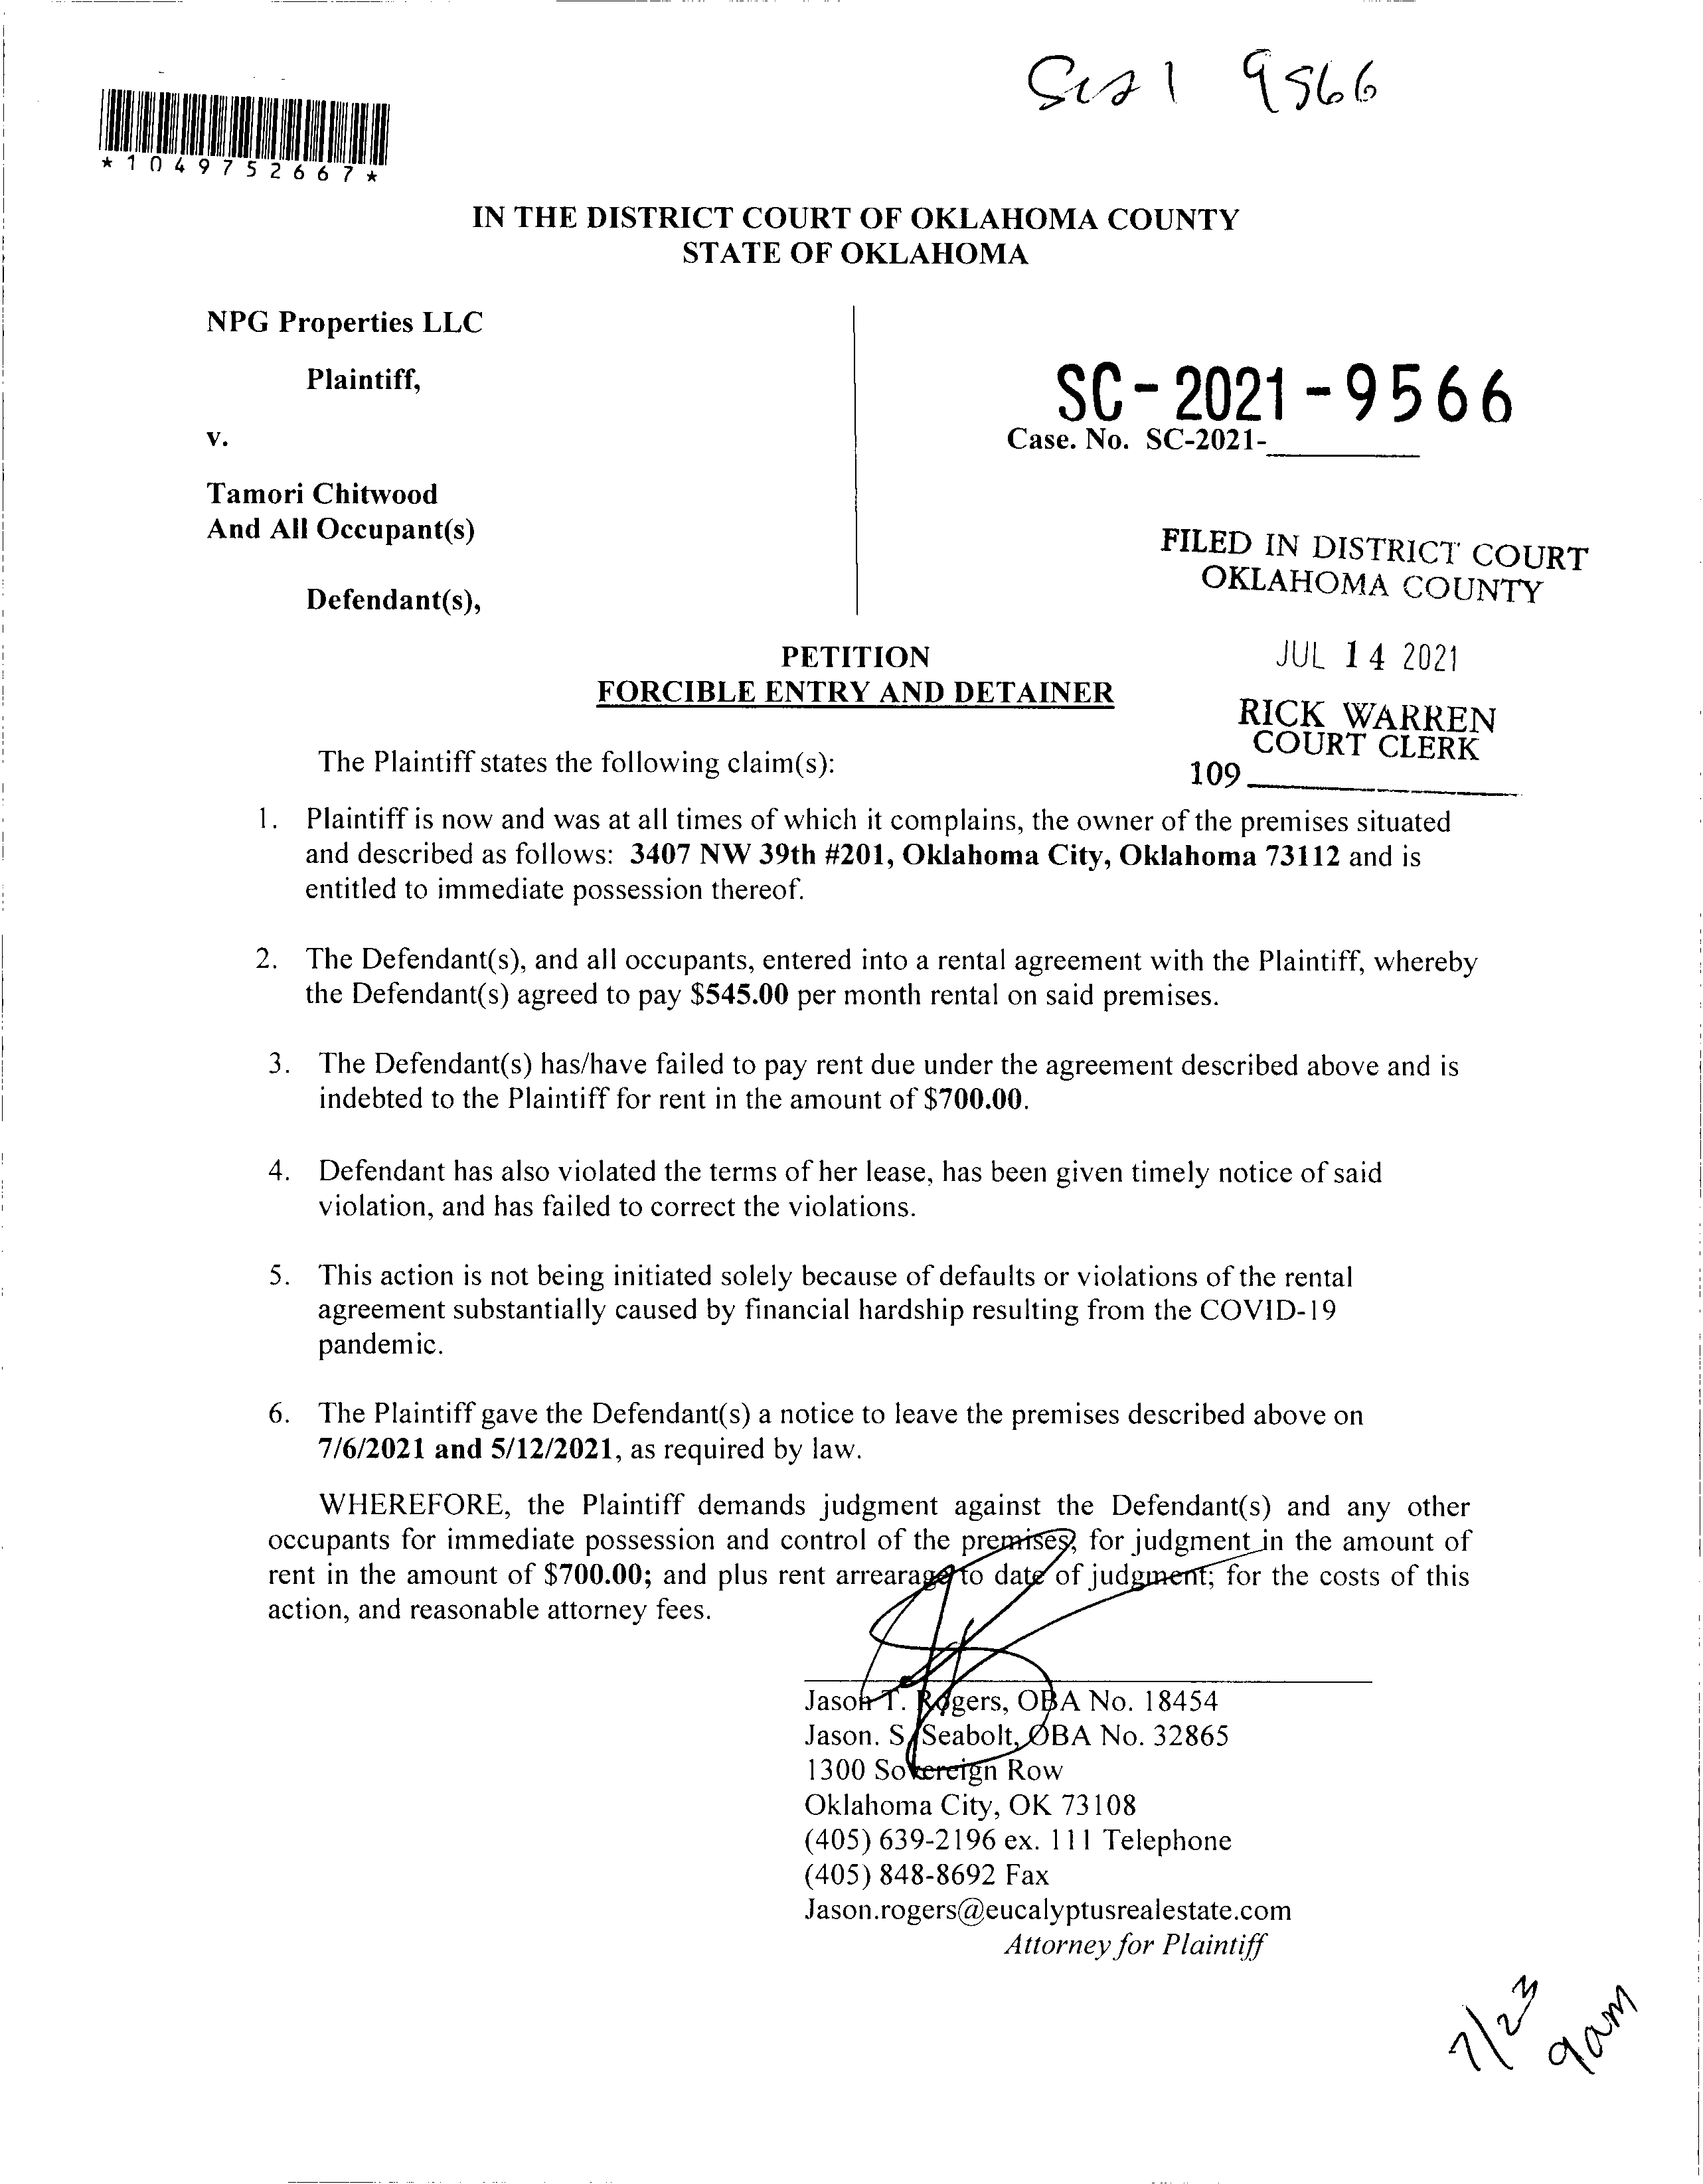 SC21 9566
*1049752667*
IN THE DISTRICT COURT OF OKLAHOMA COUNTY
STATE OF OKLAHOMA
NPG Properties LLC
Plaintiff,
v.
Tamori Chitwood
And All Occupant(s)
Defendant(s),
SC-2021-9566
Case. No. SC-2021-
FILED IN DISTRICT COURT
OKLAHOMA COUNTY
JUL 14 2021
RICK WARREN
COURT CLERK
109
PETITION
FORCIBLE ENTRY AND DETAINER
The Plaintiff states the following claim(s):
1. Plaintiff is now and was at all times of which it complains, the owner of the premises situated
and described as follows: 3407 NW 39th #201, Oklahoma City, Oklahoma 73112 and is
entitled to immediate possession thereof.
2. The Defendant(s), and all occupants, entered into a rental agreement with the Plaintiff, whereby
the Defendant(s) agreed to pay $545.00 per month rental on said premises.
3. The Defendant(s) has/have failed to pay rent due under the agreement described above and is
indebted to the Plaintiff for rent in the amount of $700.00.
4. Defendant has also violated the terms of her lease, has been given timely notice of said
violation, and has failed to correct the violations.
5. This action is not being initiated solely because of defaults or violations of the rental
agreement substantially caused by financial hardship resulting from the COVID-19
pandemic.
6. The Plaintiff gave the Defendant(s) a notice to leave the premises described above on
7/6/2021 and 5/12/2021, as required by law.
WHEREFORE, the Plaintiff demands judgment against the Defendant(s) and any other
occupants for immediate possession and control of the premises, for judgment in the amount of
rent in the amount of $700.00; and plus rent arrearage to date of judgment; for the costs of this
action, and reasonable attorney fees.
Jason T. Rogers, OBA No. 18454
Jason. S. Seabolt, OBA No. 32865
1300 Sovereign Row
Oklahoma City, OK 73108
(405) 639-2196 ex. 111 Telephone
(405) 848-8692 Fax
Jason.rogers@eucalyptusrealestate.com
Attorney for Plaintiff
7/23
9am